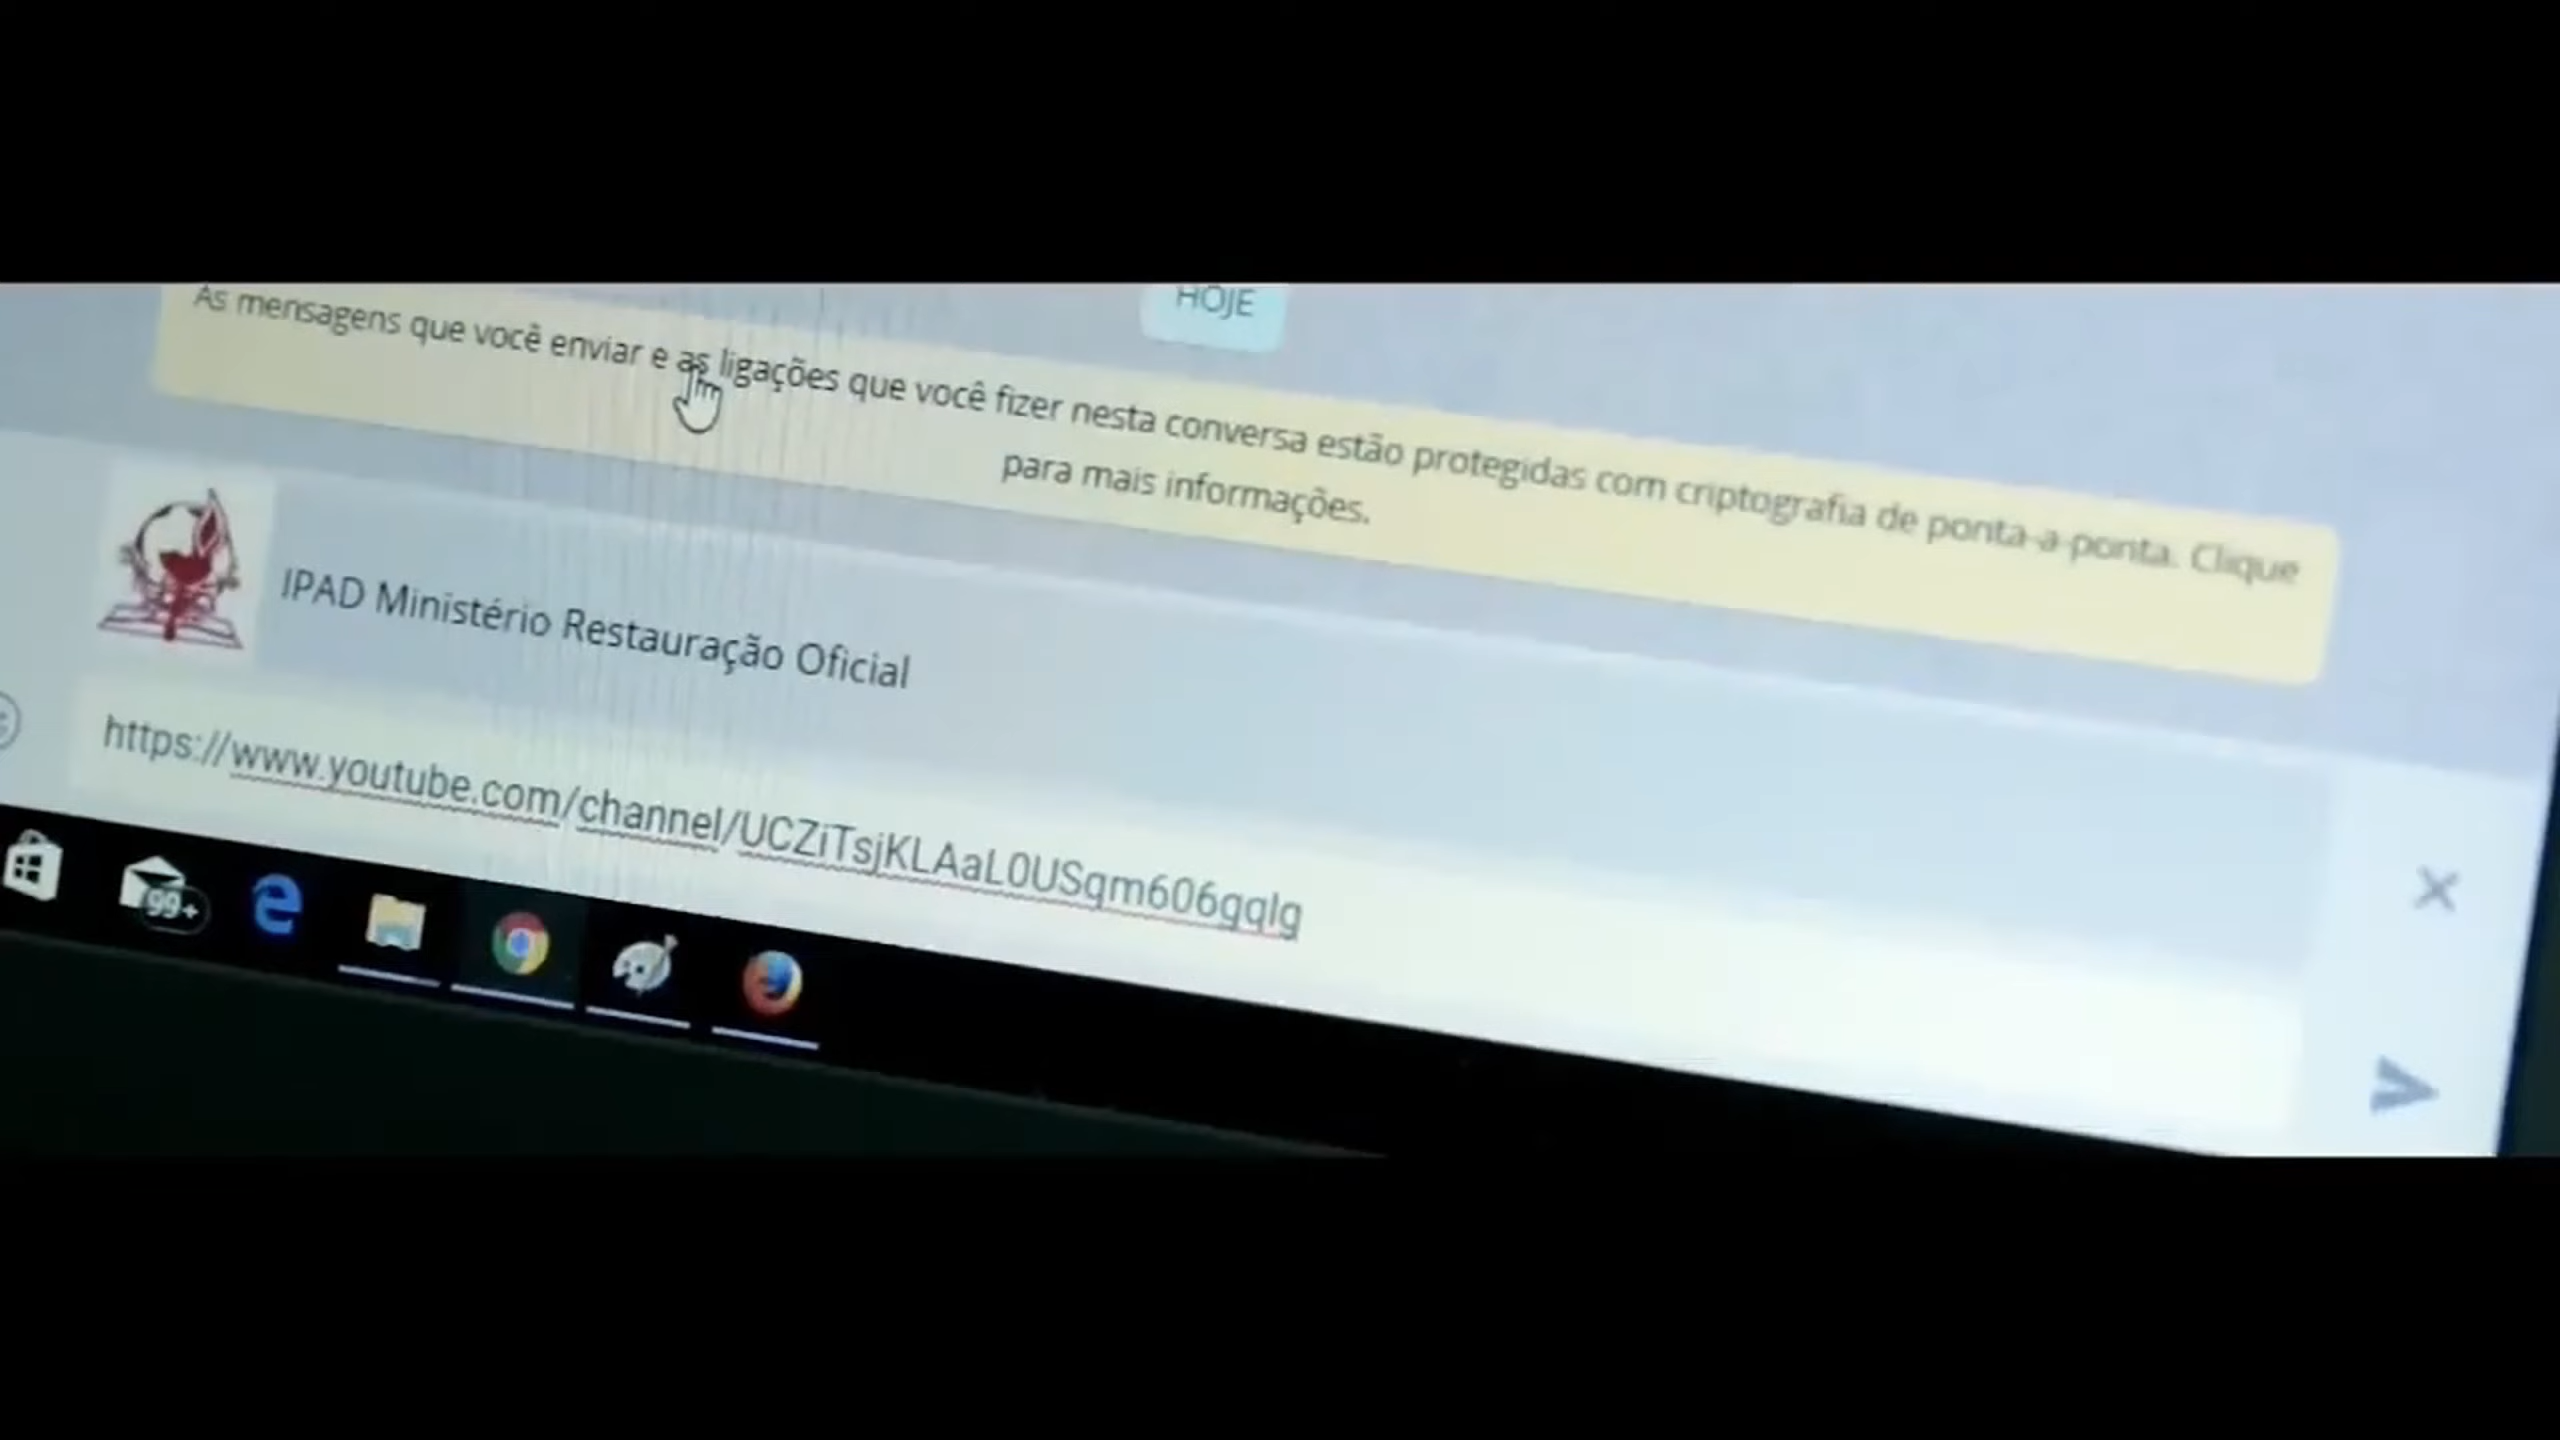 HOJE
As mensagens que você enviar e as ligações que você fizer nesta conversa estão protegidas com criptografia de ponta-a-ponta. Clique
para mais informações.
IPAD Ministério Restauração Oficial
https://www.youtube.com/channel/UCZiTsjKLAaL0USqm606gqlg
99+